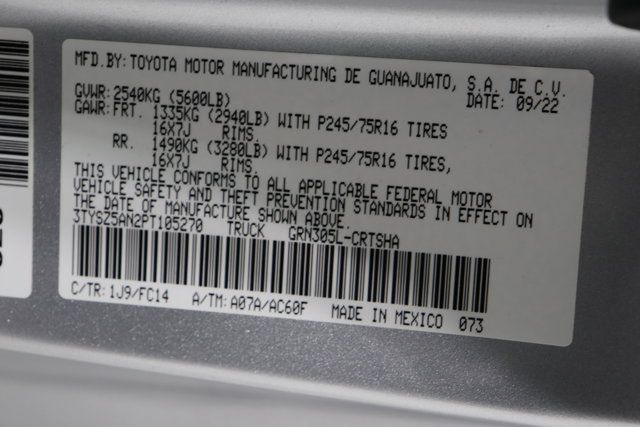 MFD.BY:TOYOTA MOTOR MANUFACTURING DE GUANAJUATO, S.A. DE C.V.
GVWR:2540KG (5600LB) DATE: 09/22
GAWR:FRT. 1335KG (2940LB) WITH P245/75R16 TIRES
16X7J RIMS.
RR. 1490KG (3280LB) WITH P245/75R16 TIRES,
16X7J RIMS.
THIS VEHICLE CONFORMS TO ALL APPLICABLE FEDERAL MOTOR
VEHICLE SAFETY AND THEFT PREVENTION STANDARDS IN EFFECT ON
THE DATE OF MANUFACTURE SHOWN ABOVE.
3TYSZ5AN2PT105270 TRUCK GRN305L-CRTSHA
C/TR:1J9/FC14 A/TM:A07A/AC60F MADE IN MEXICO 073